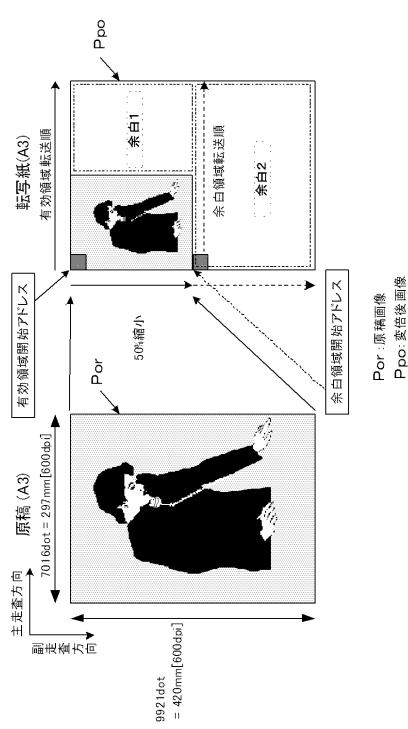 主走査方向
副走査方向
原稿 (A3)
7016dot = 297mm[600dpi]
9921dot
= 420mm[600dpi]
Por
50%縮小
有効領域開始アドレス
余白領域開始アドレス
転写紙(A3)
有効領域転送順
余白1
余白領域転送順
余白2
Ppo
Por:原稿画像
Ppo:変倍後画像